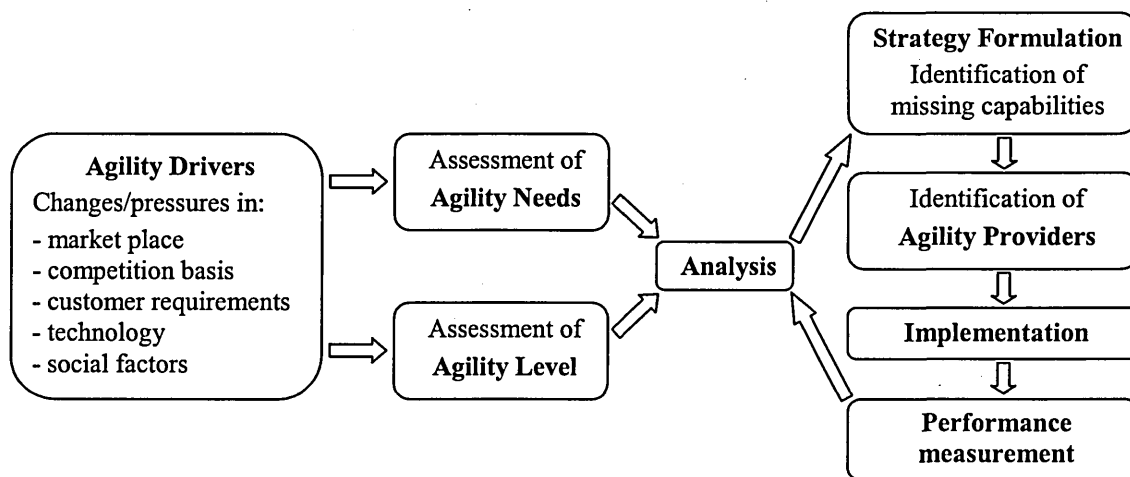 Agility Drivers
Changes/pressures in:
- market place
- competition basis
- customer requirements
- technology
- social factors
Assessment of
Agility Needs
Assessment of
Agility Level
Analysis
Strategy Formulation
Identification of
missing capabilities
Identification of
Agility Providers
Implementation
Performance
measurement